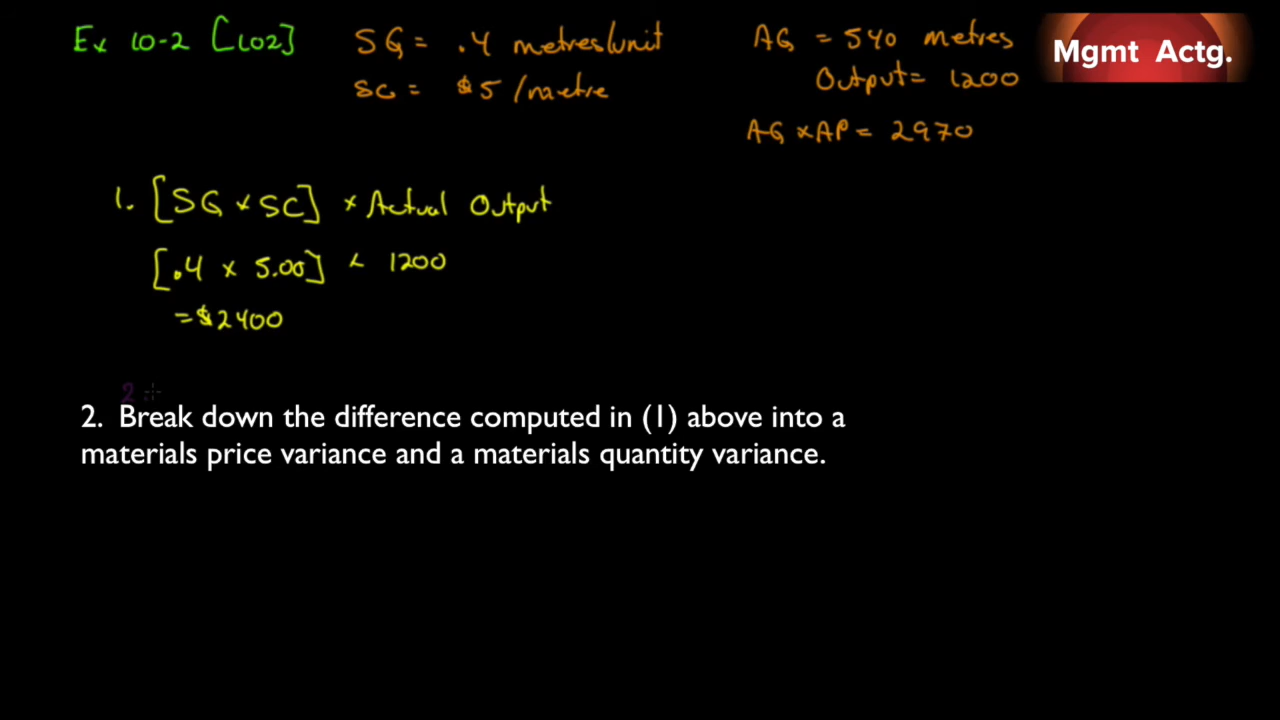 Ex 10-2 [LO2]
SQ = .4 metres/unit
SC = $5 /metre
AQ = 540 metres
Output = 1200
AQ x AP = 2970
Mgmt Actg.
1. [SQ x SC] x Actual Output
[.4 x 5.00] x 1200
= $2400
2
2. Break down the difference computed in (1) above into a
materials price variance and a materials quantity variance.